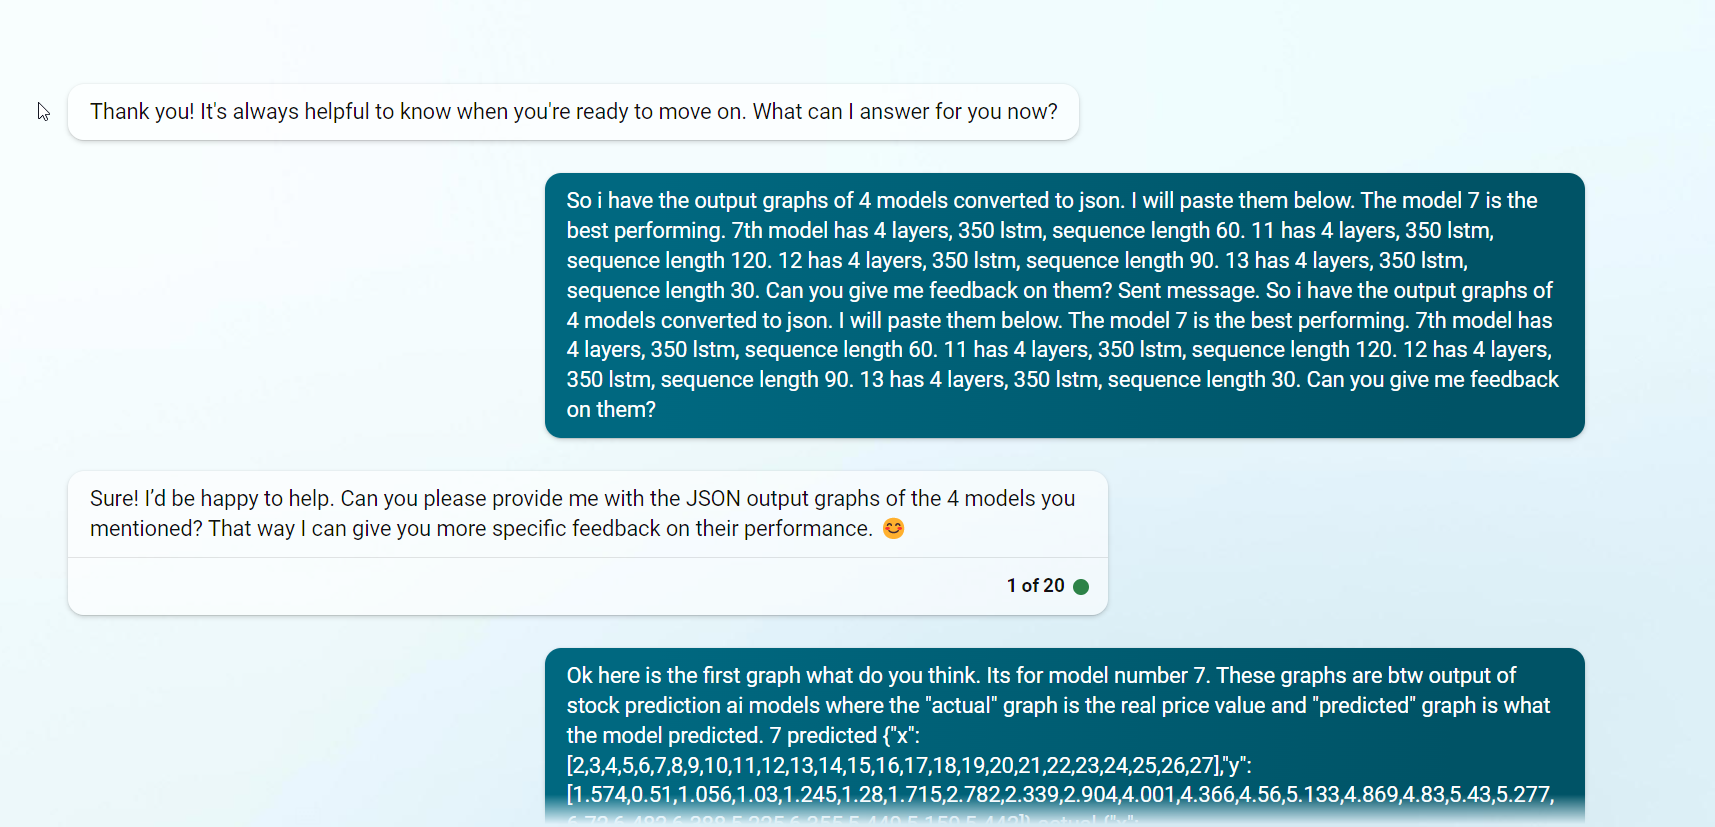 Thank you! It's always helpful to know when you're ready to move on. What can I answer for you now?
So i have the output graphs of 4 models converted to json. I will paste them below. The model 7 is the
best performing. 7th model has 4 layers, 350 lstm, sequence length 60. 11 has 4 layers, 350 lstm,
sequence length 120. 12 has 4 layers, 350 lstm, sequence length 90. 13 has 4 layers, 350 lstm,
sequence length 30. Can you give me feedback on them? Sent message. So i have the output graphs of
4 models converted to json. I will paste them below. The model 7 is the best performing. 7th model has
4 layers, 350 lstm, sequence length 60. 11 has 4 layers, 350 lstm, sequence length 120. 12 has 4 layers,
350 lstm, sequence length 90. 13 has 4 layers, 350 lstm, sequence length 30. Can you give me feedback
on them?
Sure! I’d be happy to help. Can you please provide me with the JSON output graphs of the 4 models you
mentioned? That way I can give you more specific feedback on their performance. 😊
1 of 20
Ok here is the first graph what do you think. Its for model number 7. These graphs are btw output of
stock prediction ai models where the "actual" graph is the real price value and "predicted" graph is what
the model predicted. 7 predicted {"x":
[2,3,4,5,6,7,8,9,10,11,12,13,14,15,16,17,18,19,20,21,22,23,24,25,26,27],"y":
[1.574,0.51,1.056,1.03,1.245,1.28,1.715,2.782,2.339,2.904,4.001,4.366,4.56,5.133,4.869,4.83,5.43,5.277,